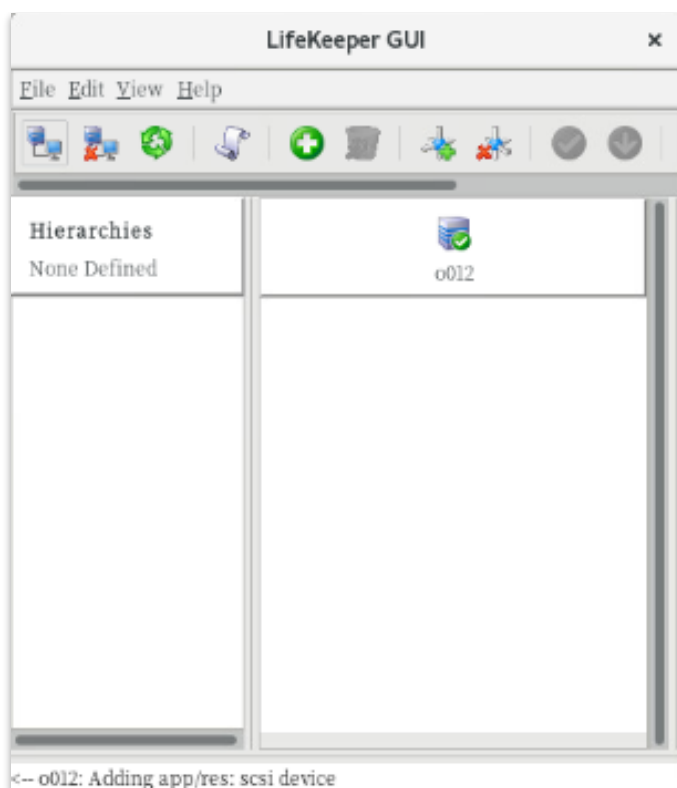 LifeKeeper GUI
File Edit View Help
Hierarchies
None Defined
o012
<-- o012: Adding app/res: scsi device